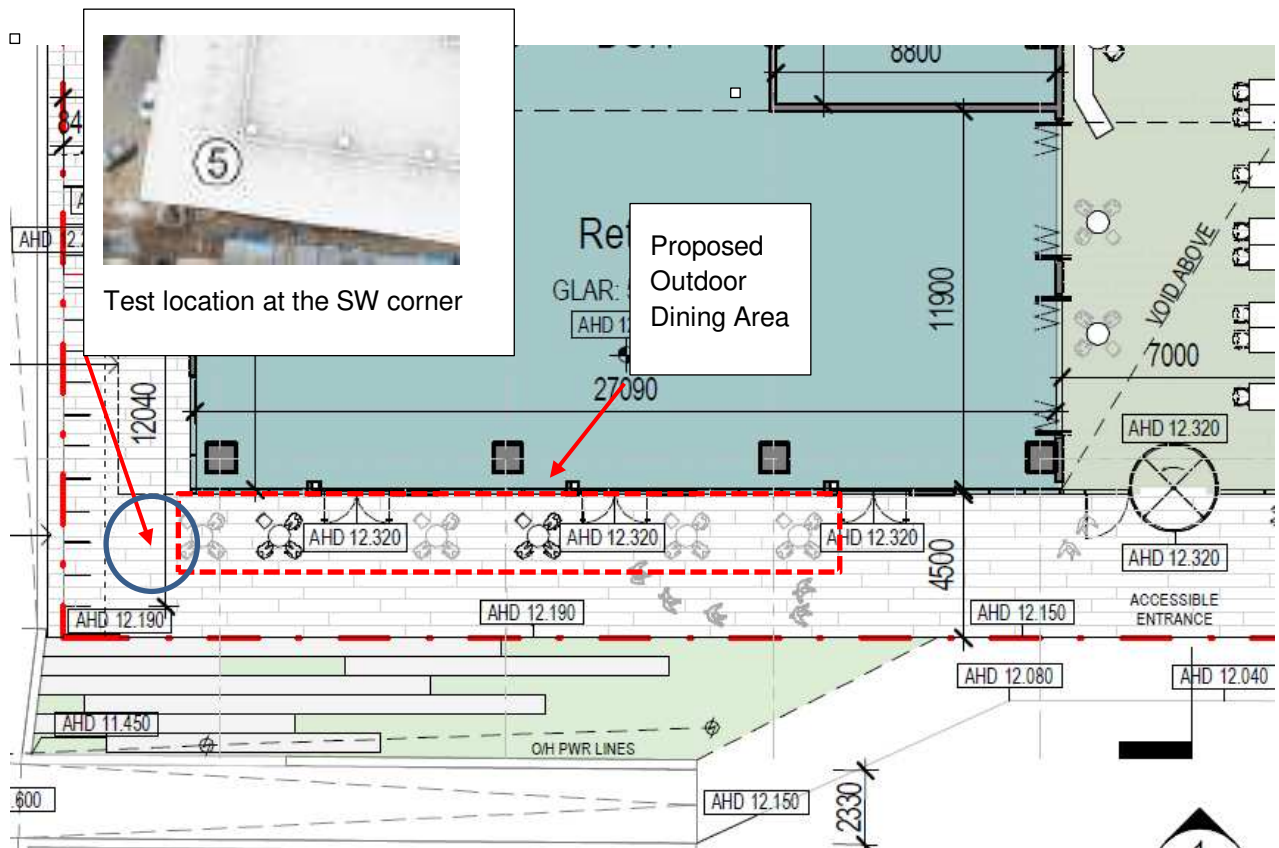 5
Test location at the SW corner
Proposed
Outdoor
Dining Area
8800
84
Ret
GLAR:
11900
VOID ABOVE
7000
27090
12040
AHD 12.320
AHD 12.320
AHD 12.320
AHD 12.320
AHD 12.320
4500
AHD 12.190
AHD 12.190
AHD 12.150
ACCESSIBLE
ENTRANCE
AHD 12.080
AHD 12.040
AHD 11.450
O/H PWR LINES
.600
AHD 12.150
2330